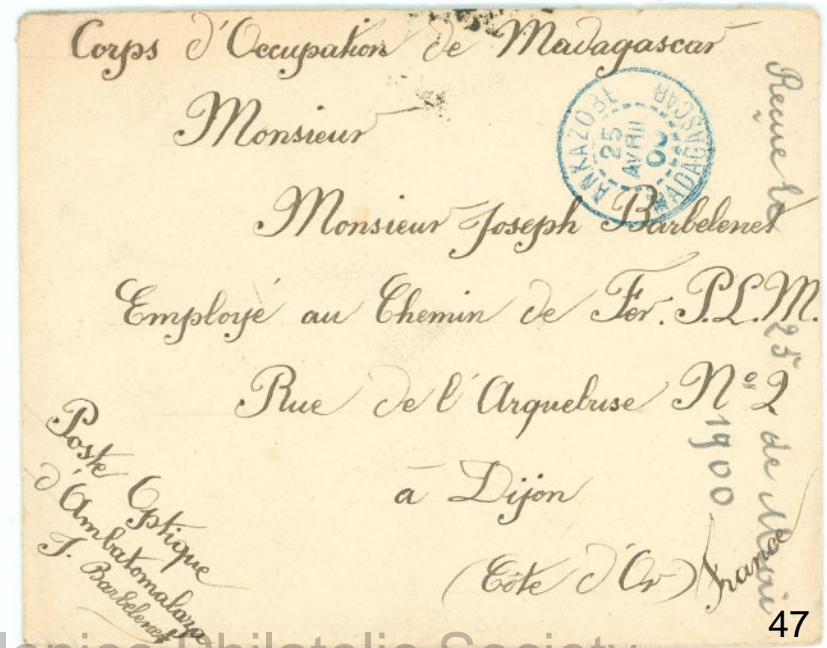 Corps d'Occupation de Madagascar
Monsieur
Monsieur Joseph Barbelenet
Employé au Chemin de Fer. P.L.M.
Rue de l'Arquebuse Nº 2
à Dijon
(Côte d'Or) France
Poste Optique
d'Ambatomalaza
J. Barbelenet
ANKAZOBE MADAGASCAR
25
AVRIL
00
Reçue le
25 de Mai
1900
47
Philatelic Society